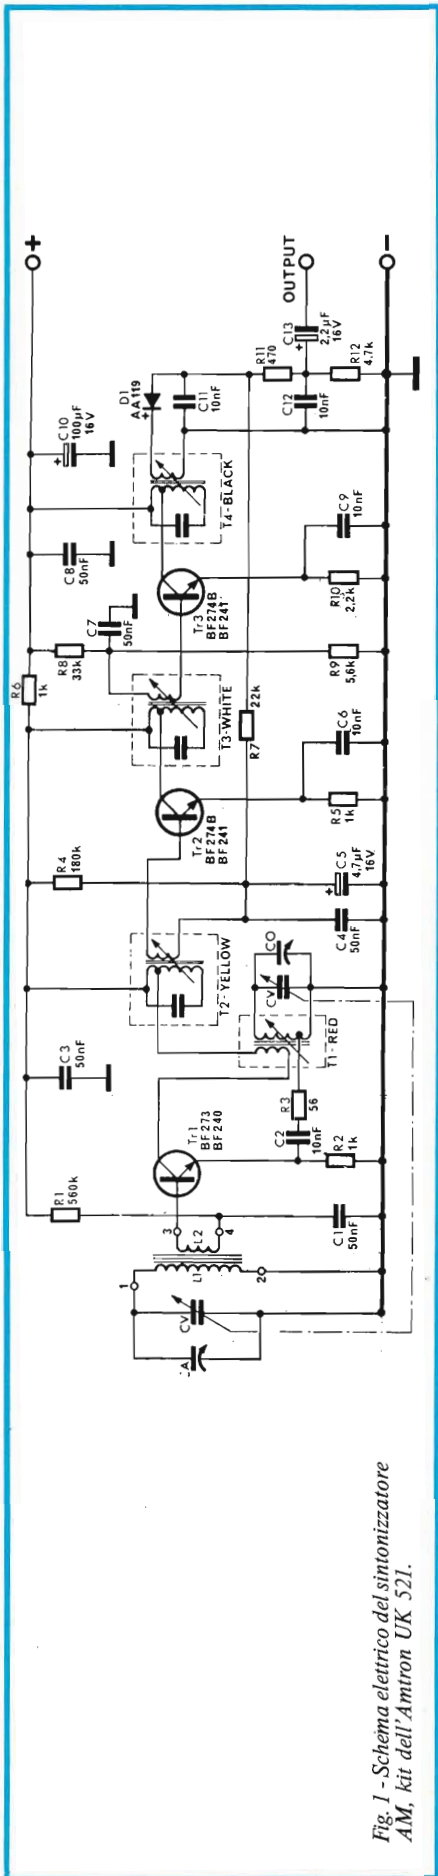 +
C10
100µF
16V
C8
50nF
R8
33k
C7
50nF
R6
1k
R4
180k
C3
50nF
R1
560k
D1
AA119
+
C11
10nF
R11
470
OUTPUT
C13
2,2µF
16V
+
C12
10nF
R12
4.7k
−
T4-BLACK
Tr3
BF274B
BF241
C9
10nF
R10
2,2k
R9
5,6k
T3-WHITE
R7
22k
Tr2
BF274B
BF241
C6
10nF
R5
1k
+
C5
4,7µF
16V
C4
50nF
T2-YELLOW
CO
CV
T1-RED
R3
56
C2
10nF
R2
1k
Tr1
BF273
BF240
3
L2
4
C1
50nF
1
L1
2
CV
A
Fig. 1 - Schema elettrico del sintonizzatore
AM, kit dell'Amtron UK 521.